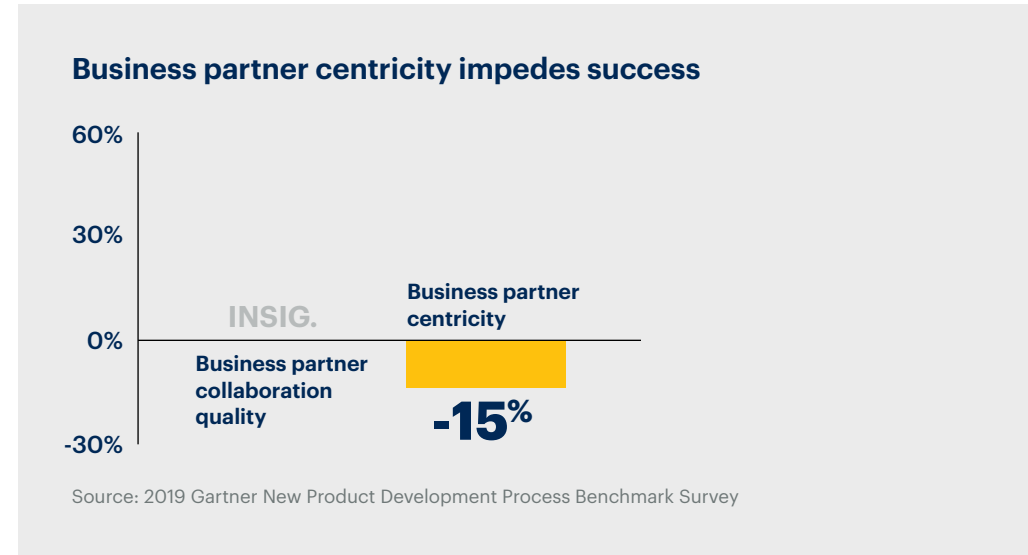 Business partner centricity impedes success
60%
30%
0%
-30%
INSIG.
Business partner
collaboration
quality
Business partner
centricity
-15%
Source: 2019 Gartner New Product Development Process Benchmark Survey